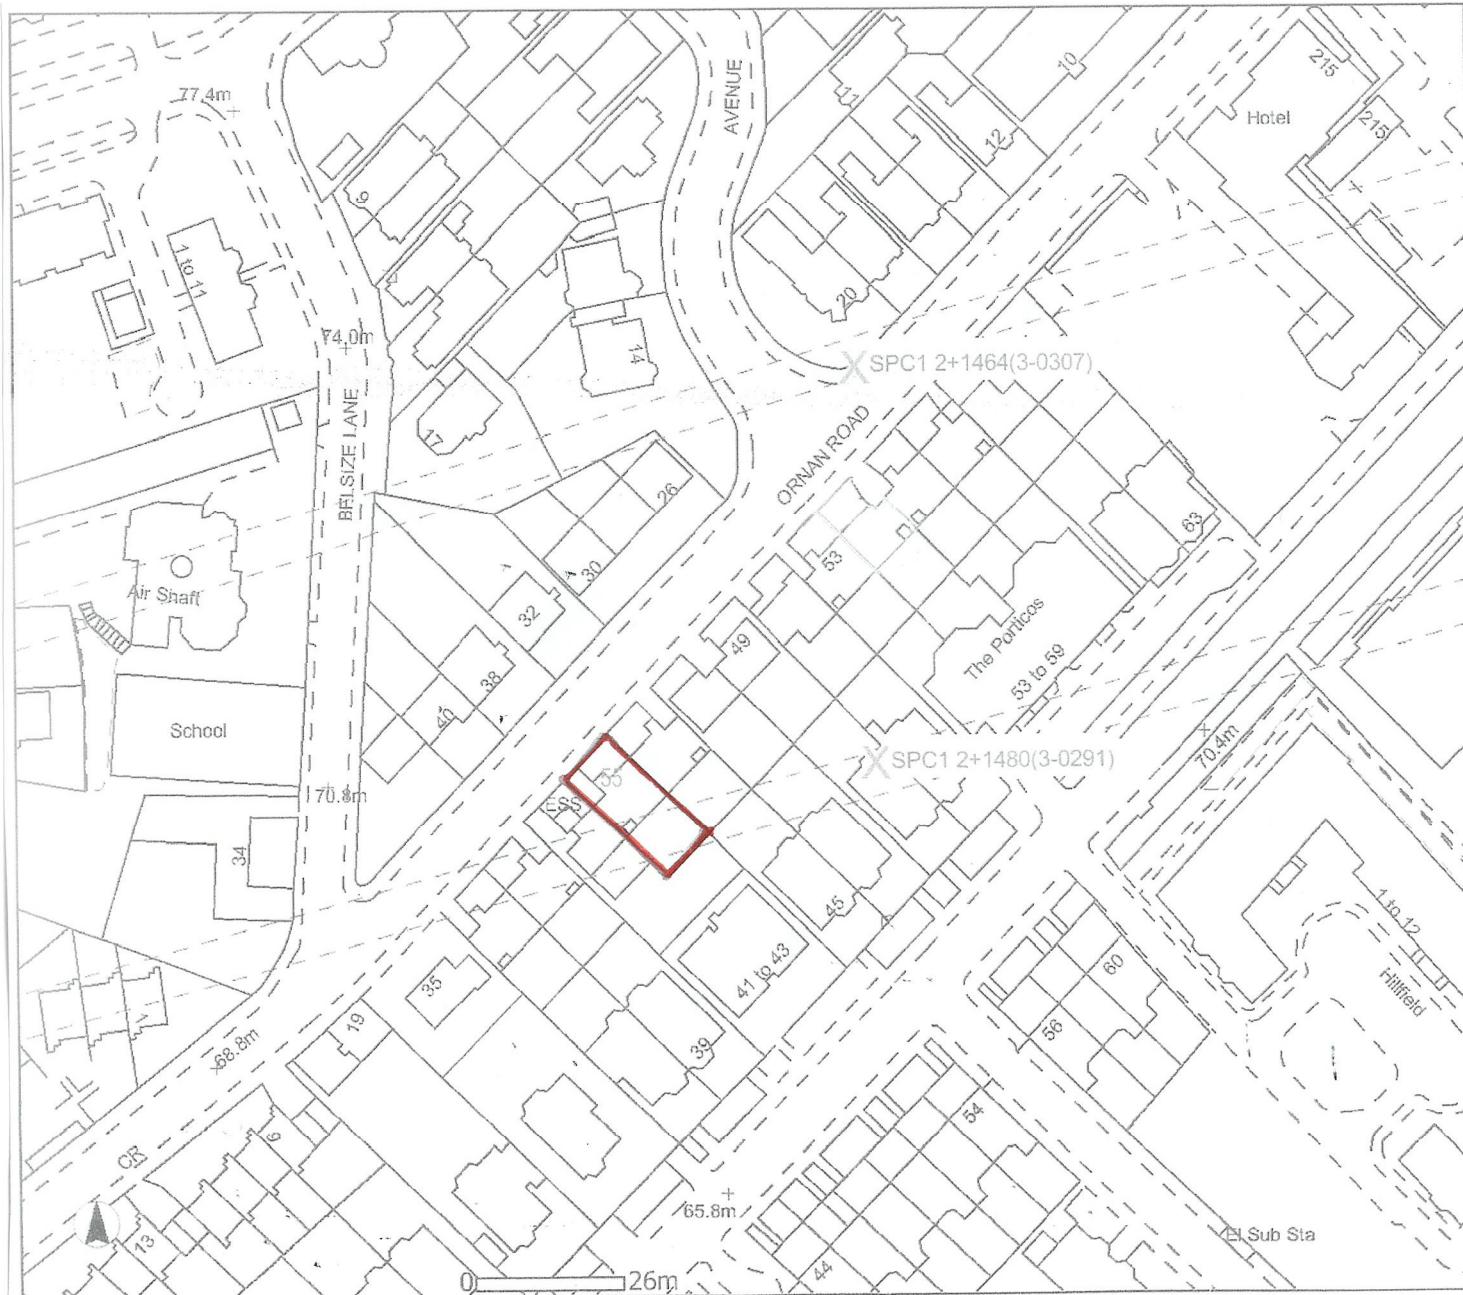 77.4m
AVENUE
10
215
Hotel
215
11
12
9
1 to 11
20
74.0m
14
SPC1 2+1464(3-0307)
17
BELSIZE LANE
ORNAN ROAD
26
30
53
63
Air Shaft
32
The Porticos
49
53 to 59
38
40
School
70.4m
SPC1 2+1480(3-0291)
55
70.8m
ESS
34
45
1 to 12
41 to 43
60
35
Hillfield
19
56
39
68.8m
54
9
CR
65.8m
13
El Sub Sta
44
0 26m